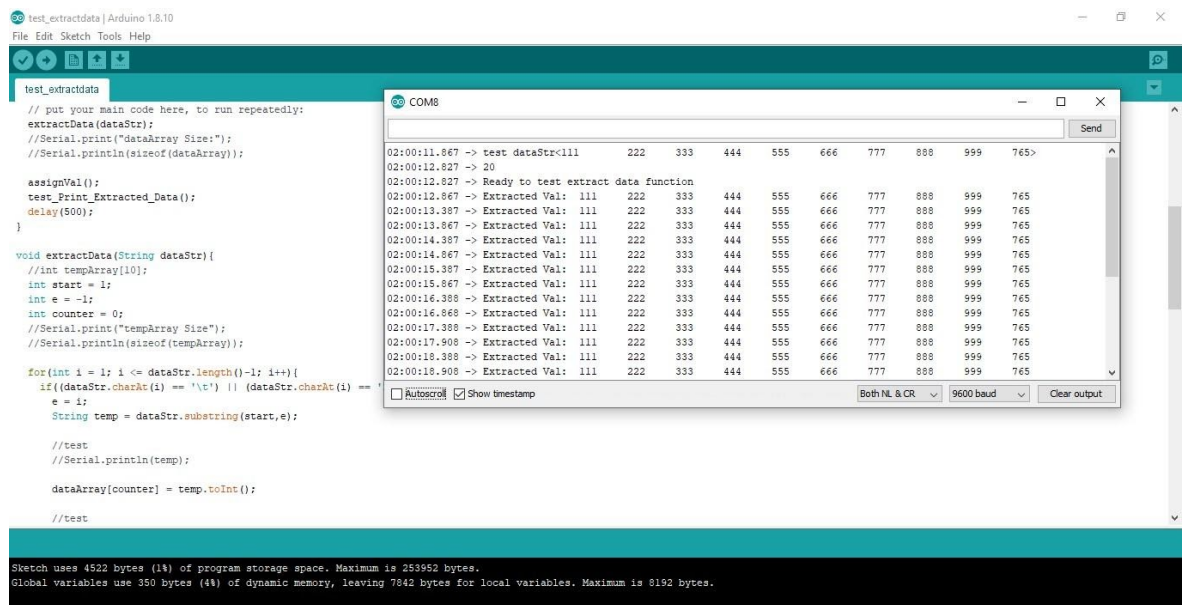 test_extractdata | Arduino 1.8.10
File Edit Sketch Tools Help
test_extractdata
// put your main code here, to run repeatedly:
extractData(dataStr);
//Serial.print("dataArray Size:");
//Serial.println(sizeof(dataArray));
assignVal();
test_Print_Extracted_Data();
delay(500);
}
void extractData(String dataStr){
//int tempArray[10];
int start = 1;
int e = -1;
int counter = 0;
//Serial.print("tempArray Size");
//Serial.println(sizeof(tempArray));
for(int i = 1; i <= dataStr.length()-1; i++){
if((dataStr.charAt(i) == '\t') || (dataStr.charAt(i) == '
e = i;
String temp = dataStr.substring(start,e);
//test
//Serial.println(temp);
dataArray[counter] = temp.toInt();
//test
COM8
Send
02:00:11.867 -> test dataStr<111 222 333 444 555 666 777 888 999 765>
02:00:12.827 -> 20
02:00:12.827 -> Ready to test extract data function
02:00:12.867 -> Extracted Val: 111 222 333 444 555 666 777 888 999 765
02:00:13.387 -> Extracted Val: 111 222 333 444 555 666 777 888 999 765
02:00:13.867 -> Extracted Val: 111 222 333 444 555 666 777 888 999 765
02:00:14.387 -> Extracted Val: 111 222 333 444 555 666 777 888 999 765
02:00:14.867 -> Extracted Val: 111 222 333 444 555 666 777 888 999 765
02:00:15.387 -> Extracted Val: 111 222 333 444 555 666 777 888 999 765
02:00:15.867 -> Extracted Val: 111 222 333 444 555 666 777 888 999 765
02:00:16.388 -> Extracted Val: 111 222 333 444 555 666 777 888 999 765
02:00:16.868 -> Extracted Val: 111 222 333 444 555 666 777 888 999 765
02:00:17.388 -> Extracted Val: 111 222 333 444 555 666 777 888 999 765
02:00:17.908 -> Extracted Val: 111 222 333 444 555 666 777 888 999 765
02:00:18.388 -> Extracted Val: 111 222 333 444 555 666 777 888 999 765
02:00:18.908 -> Extracted Val: 111 222 333 444 555 666 777 888 999 765
Autoscroll Show timestamp Both NL & CR 9600 baud Clear output
Sketch uses 4522 bytes (1%) of program storage space. Maximum is 253952 bytes.
Global variables use 350 bytes (4%) of dynamic memory, leaving 7842 bytes for local variables. Maximum is 8192 bytes.